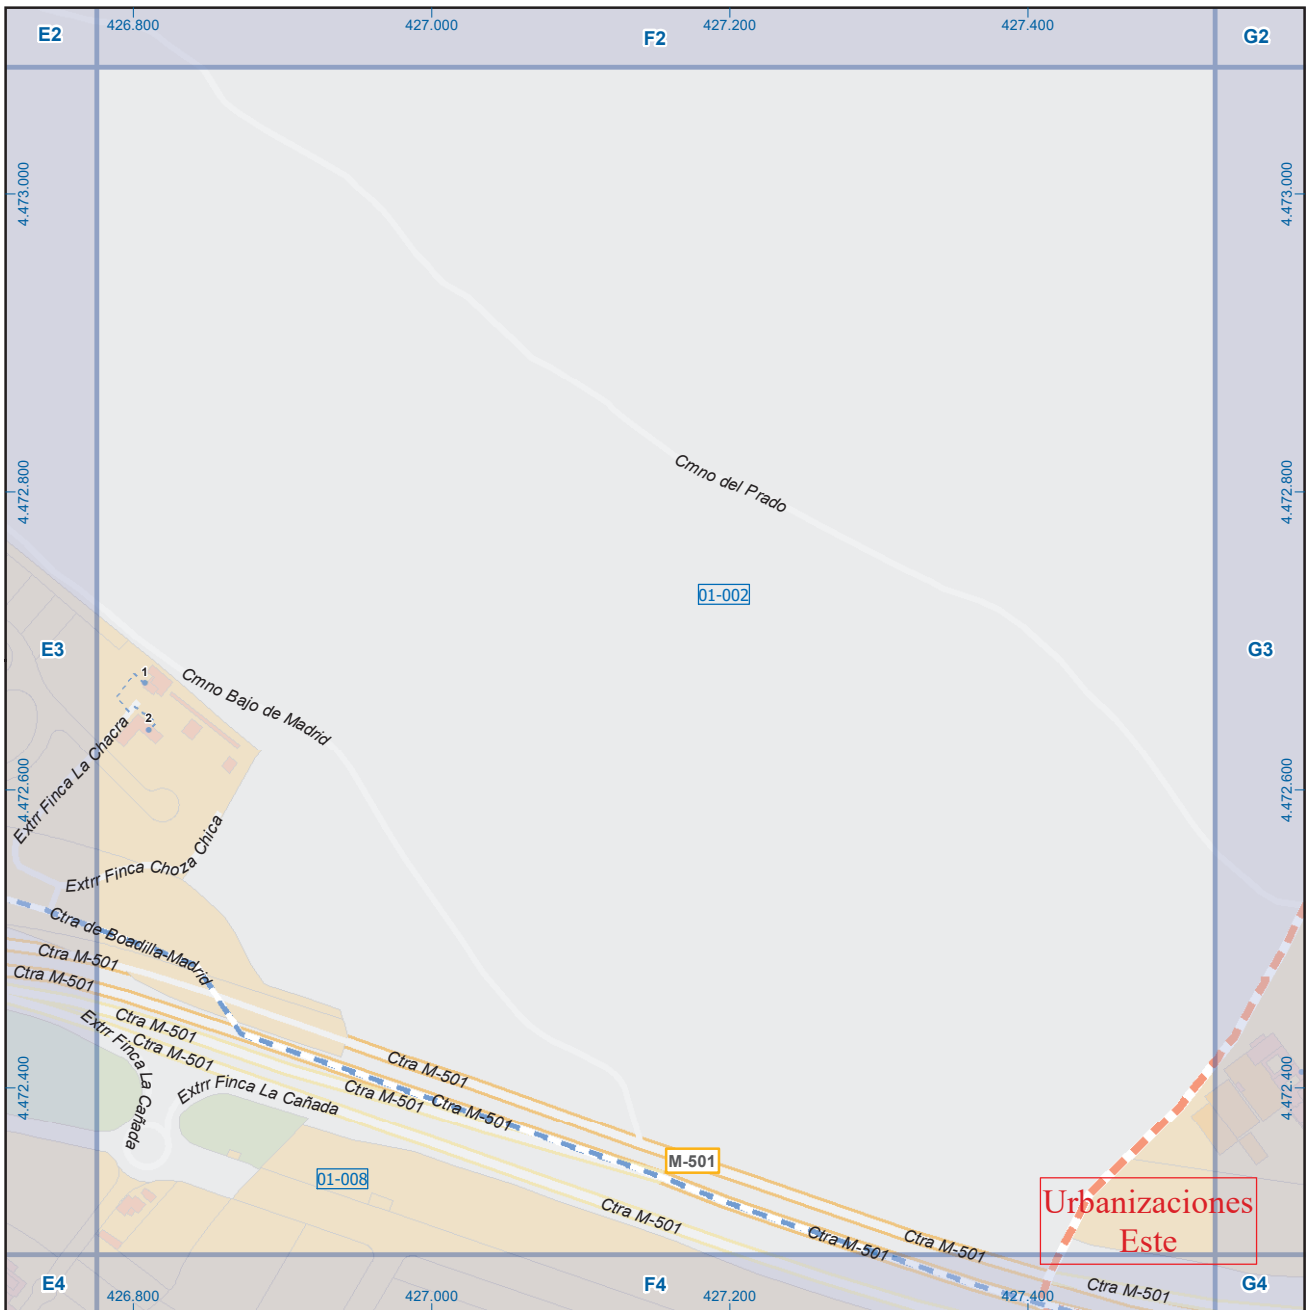 426.800
427.000
427.200
427.400
E2
F2
G2
4.473.000
4.473.000
4.472.800
4.472.800
Cmno del Prado
01-002
E3
G3
1
2
Cmno Bajo de Madrid
Extrr Finca La Chacra
4.472.600
4.472.600
Extrr Finca Choza Chica
Ctra de Boadilla-Madrid
Ctra M-501
Ctra M-501
Ctra M-501
Ctra M-501
Extrr Finca La Cañada
Extrr Finca La Cañada
Ctra M-501
Ctra M-501
Ctra M-501
4.472.400
4.472.400
M-501
01-008
Ctra M-501
Ctra M-501
Ctra M-501
Urbanizaciones
Este
Ctra M-501
E4
F4
G4
426.800
427.000
427.200
427.400